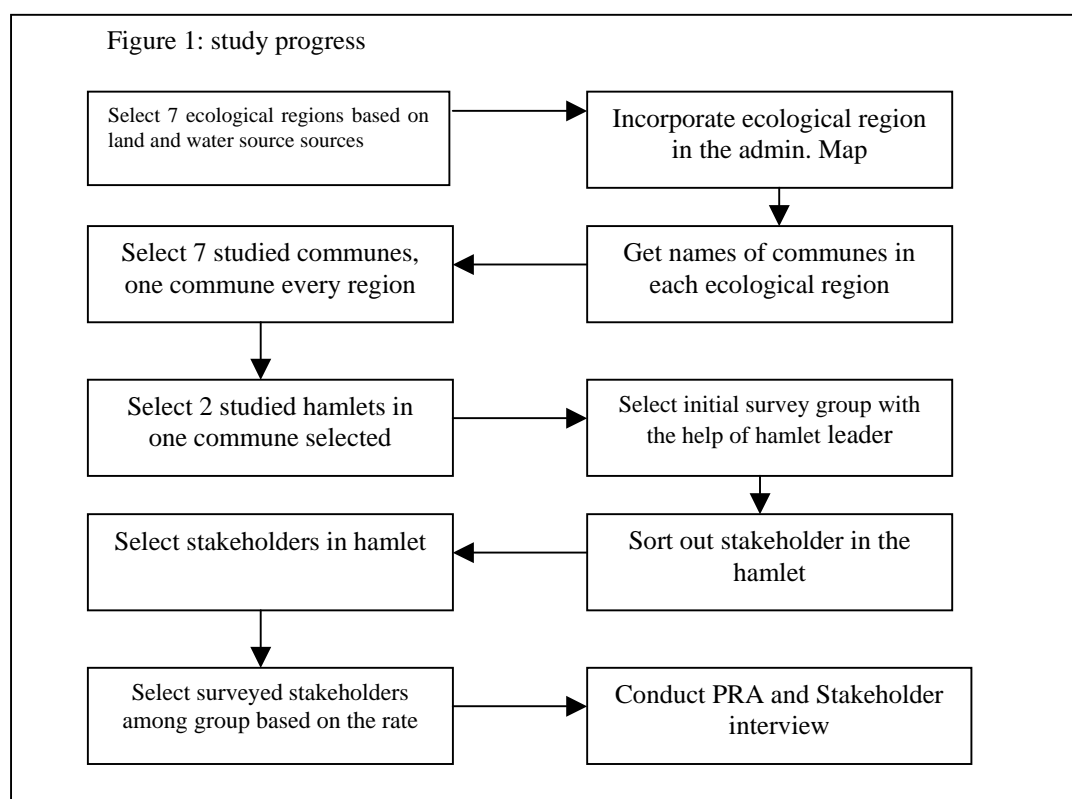 Figure 1: study progress
Select 7 ecological regions based on
land and water source sources
Incorporate ecological region
in the admin. Map
Get names of communes in
each ecological region
Select 7 studied communes,
one commune every region
Select 2 studied hamlets in
one commune selected
Select initial survey group with
the help of hamlet leader
Sort out stakeholder in the
hamlet
Select stakeholders in hamlet
Select surveyed stakeholders
among group based on the rate
Conduct PRA and Stakeholder
interview